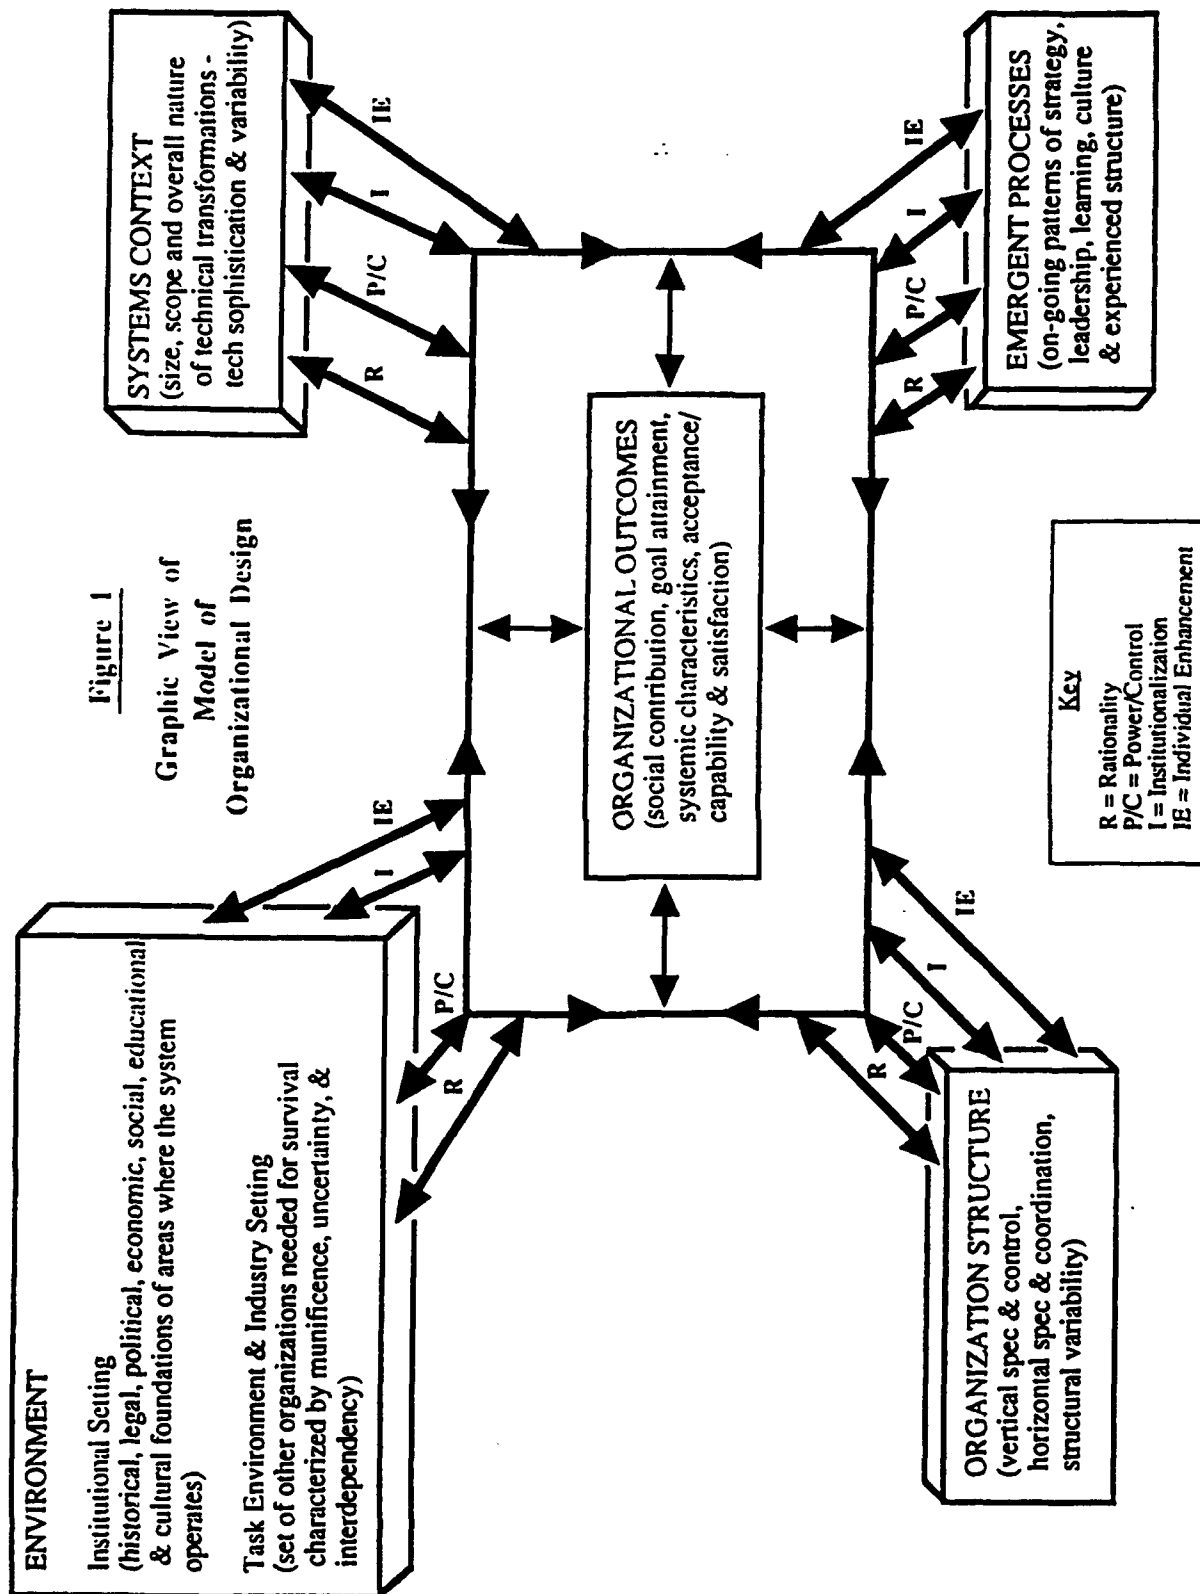 Figure 1
Graphic View of
Model of
Organizational Design
ENVIRONMENT
Institutional Setting
(historical, legal, political, economic, social, educational
& cultural foundations of areas where the system
operates)
Task Environment & Industry Setting
(set of other organizations needed for survival
characterized by munificence, uncertainty, &
interdependency)
R
P/C
I
IE
SYSTEMS CONTEXT
(size, scope and overall nature
of technical transformations -
tech sophistication & variability)
R
P/C
I
IE
ORGANIZATIONAL OUTCOMES
(social contribution, goal attainment,
systemic characteristics, acceptance/
capability & satisfaction)
R
P/C
I
IE
ORGANIZATION STRUCTURE
(vertical spec & control,
horizontal spec & coordination,
structural variability)
R
P/C
I
IE
EMERGENT PROCESSES
(on-going patterns of strategy,
leadership, learning, culture
& experienced structure)
Key
R = Rationality
P/C = Power/Control
I = Institutionalization
IE = Individual Enhancement